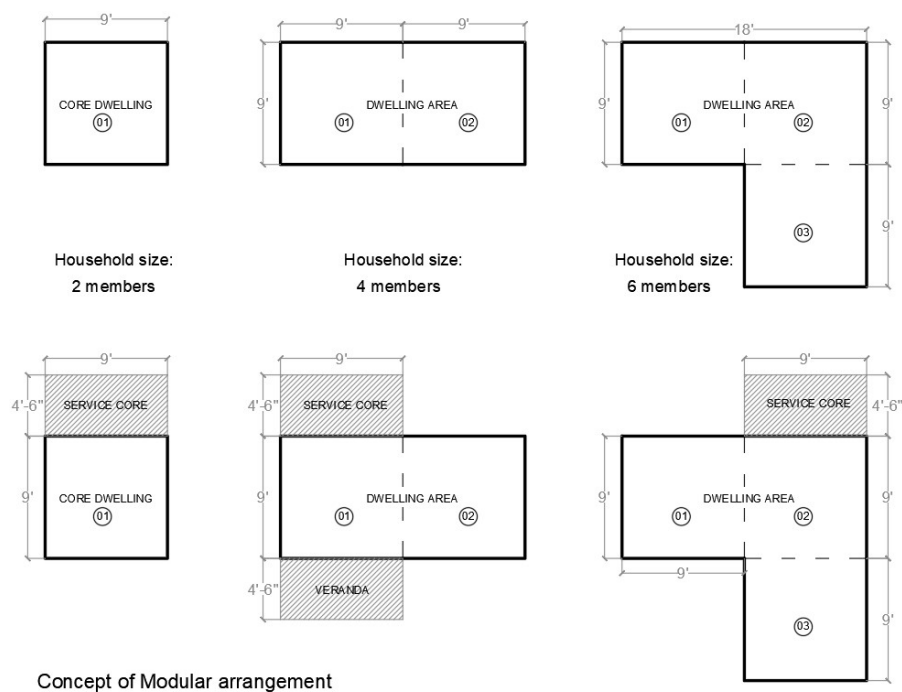 9' 9' 9' 18'
9' 9' 9'
CORE DWELLING DWELLING AREA DWELLING AREA
01 01 02 01 02
9'
03
Household size: Household size: Household size:
2 members 4 members 6 members
9' 9' 9'
4'-6" SERVICE CORE 4'-6" SERVICE CORE SERVICE CORE 4'-6"
9' CORE DWELLING 9' DWELLING AREA 9' DWELLING AREA 9'
01 01 02 01 02
9'
4'-6" VERANDA
03 9'
Concept of Modular arrangement